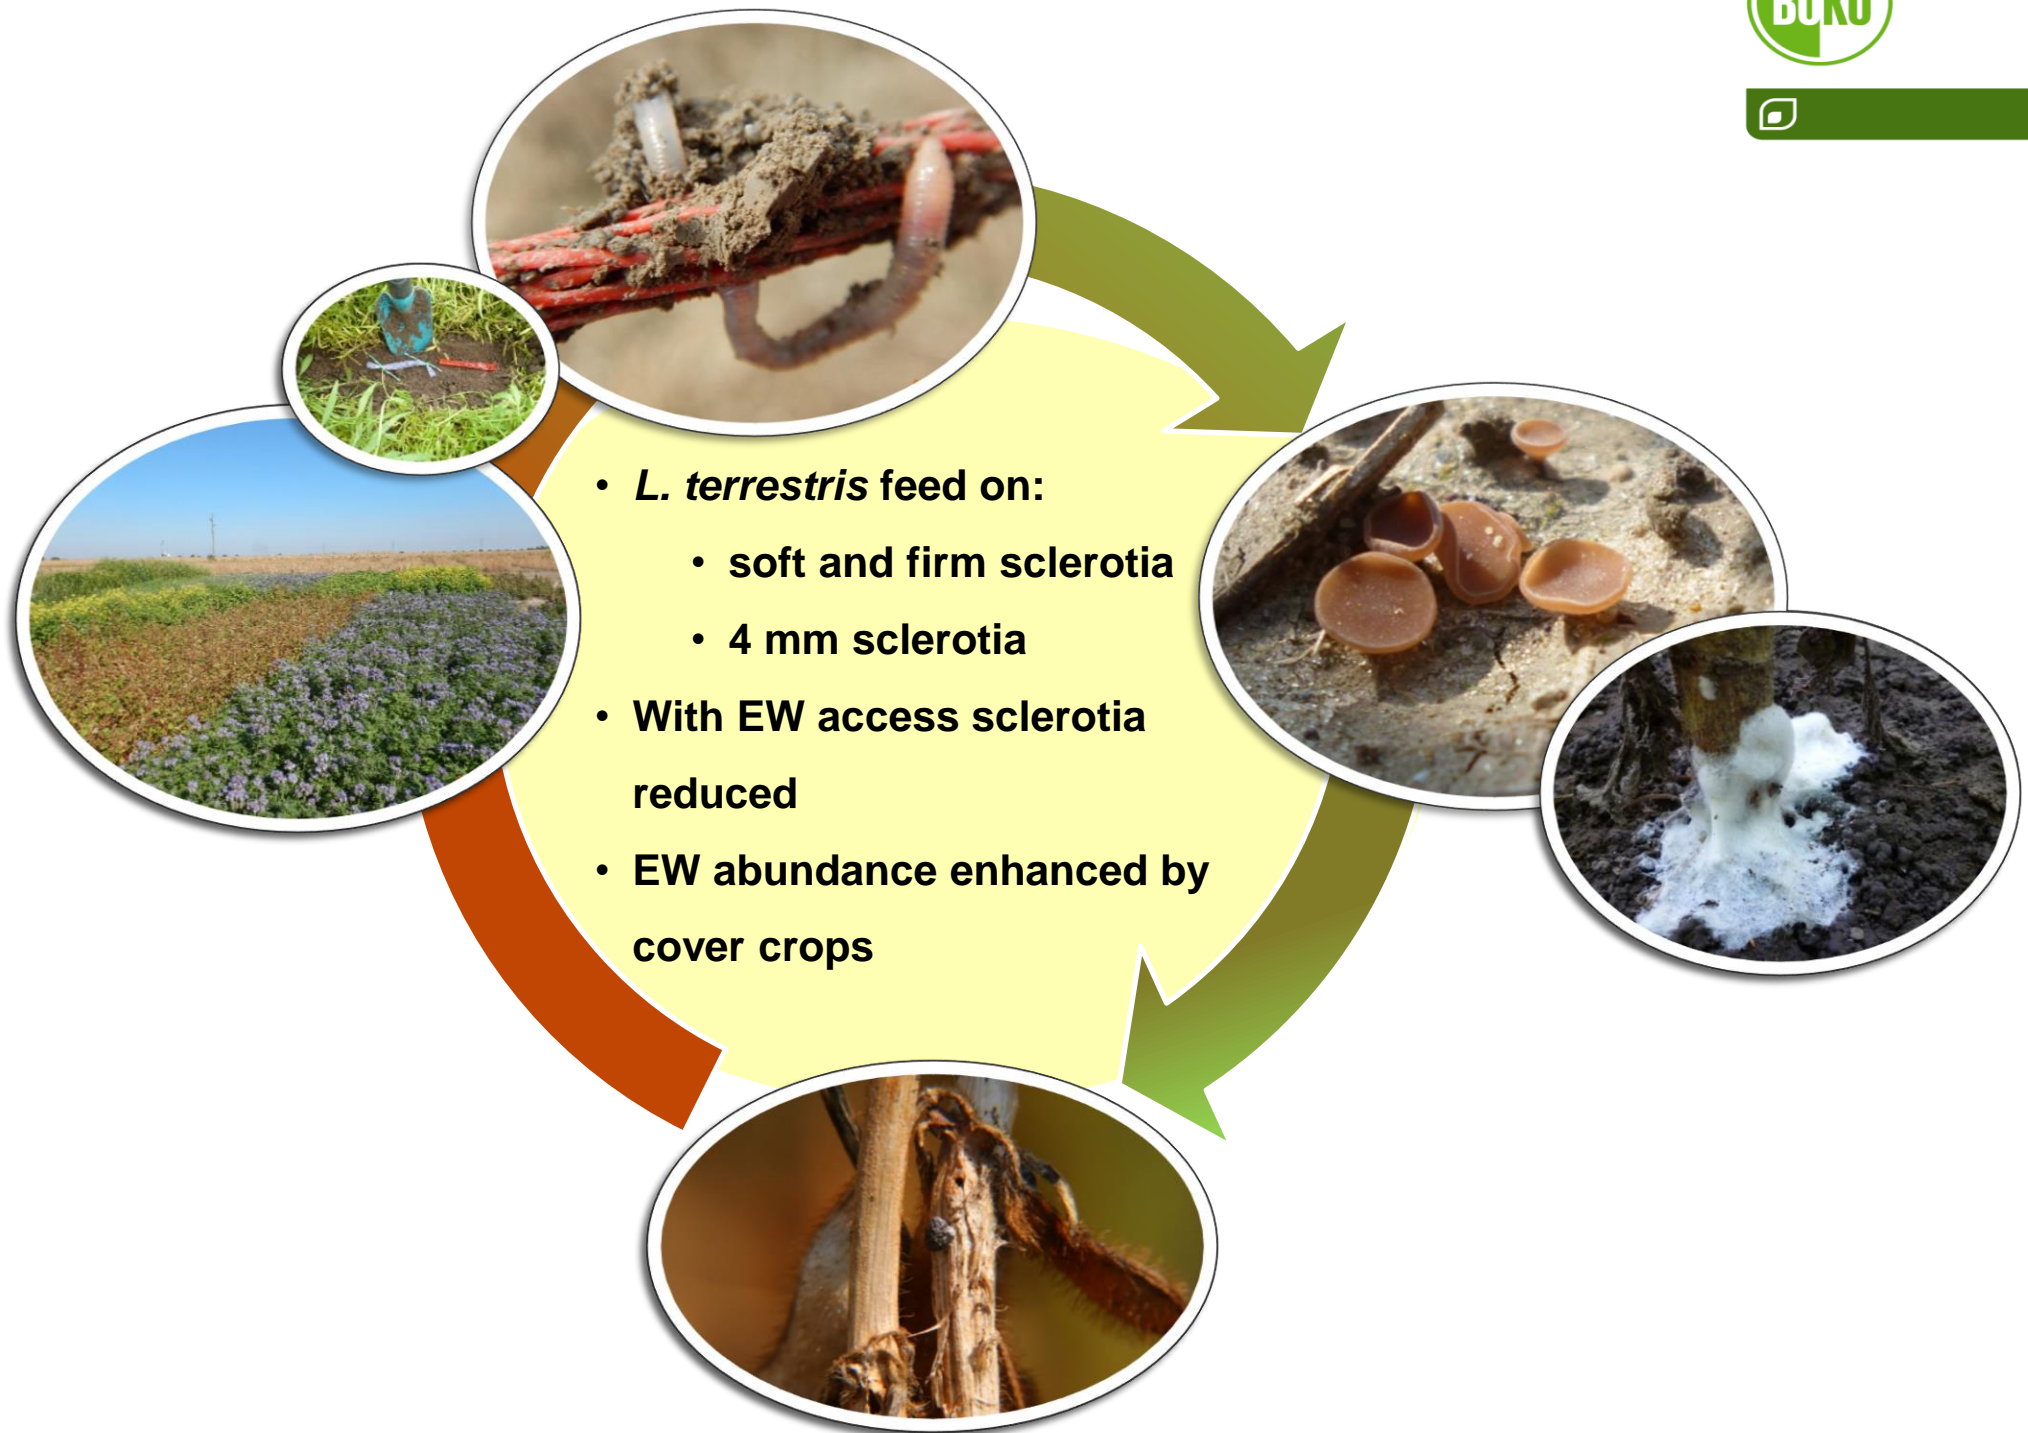 BOKU
• L. terrestris feed on:
• soft and firm sclerotia
• 4 mm sclerotia
• With EW access sclerotia
reduced
• EW abundance enhanced by
cover crops